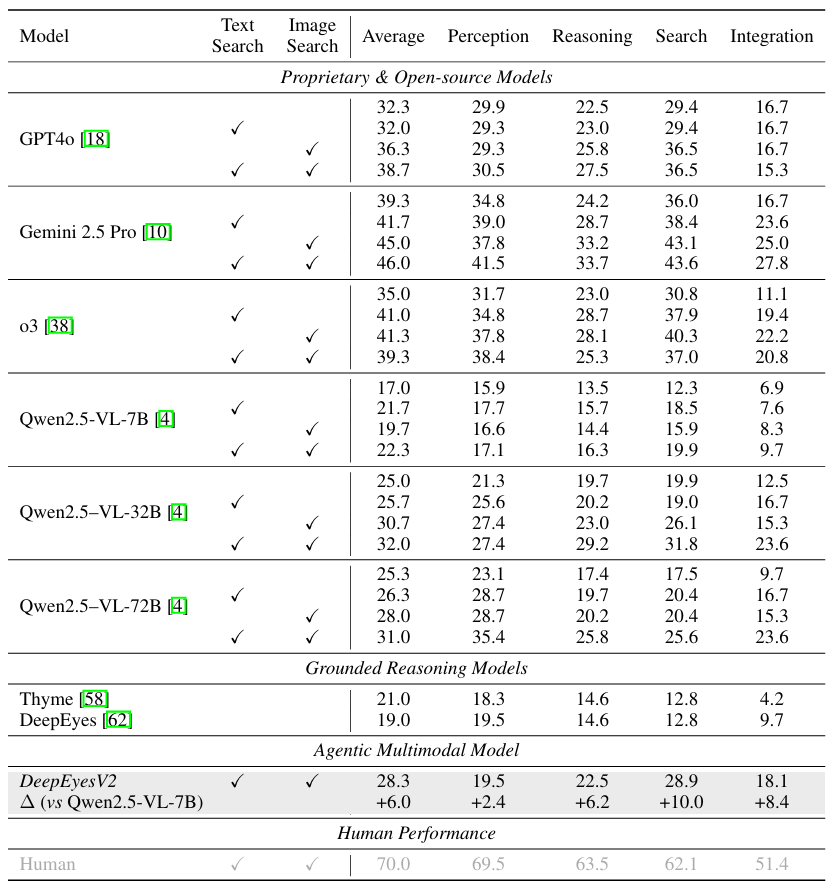 Model Text Search Image Search Average Perception Reasoning Search Integration
Proprietary & Open-source Models
32.3 29.9 22.5 29.4 16.7
GPT4o [18] ✓ 32.0 29.3 23.0 29.4 16.7
✓ 36.3 29.3 25.8 36.5 16.7
✓ ✓ 38.7 30.5 27.5 36.5 15.3
39.3 34.8 24.2 36.0 16.7
Gemini 2.5 Pro [10] ✓ 41.7 39.0 28.7 38.4 23.6
✓ 45.0 37.8 33.2 43.1 25.0
✓ ✓ 46.0 41.5 33.7 43.6 27.8
35.0 31.7 23.0 30.8 11.1
o3 [38] ✓ 41.0 34.8 28.7 37.9 19.4
✓ 41.3 37.8 28.1 40.3 22.2
✓ ✓ 39.3 38.4 25.3 37.0 20.8
17.0 15.9 13.5 12.3 6.9
Qwen2.5-VL-7B [4] ✓ 21.7 17.7 15.7 18.5 7.6
✓ 19.7 16.6 14.4 15.9 8.3
✓ ✓ 22.3 17.1 16.3 19.9 9.7
25.0 21.3 19.7 19.9 12.5
Qwen2.5–VL-32B [4] ✓ 25.7 25.6 20.2 19.0 16.7
✓ 30.7 27.4 23.0 26.1 15.3
✓ ✓ 32.0 27.4 29.2 31.8 23.6
25.3 23.1 17.4 17.5 9.7
Qwen2.5–VL-72B [4] ✓ 26.3 28.7 19.7 20.4 16.7
✓ 28.0 28.7 20.2 20.4 15.3
✓ ✓ 31.0 35.4 25.8 25.6 23.6
Grounded Reasoning Models
Thyme [58] 21.0 18.3 14.6 12.8 4.2
DeepEyes [62] 19.0 19.5 14.6 12.8 9.7
Agentic Multimodal Model
DeepEyesV2 ✓ ✓ 28.3 19.5 22.5 28.9 18.1
Δ (vs Qwen2.5-VL-7B) +6.0 +2.4 +6.2 +10.0 +8.4
Human Performance
Human ✓ ✓ 70.0 69.5 63.5 62.1 51.4